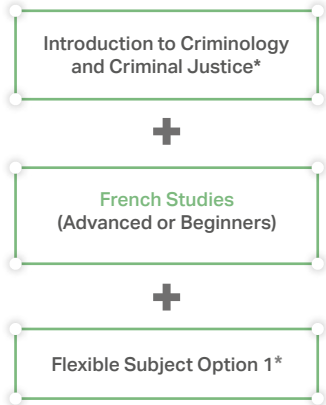 Introduction to Criminology
and Criminal Justice*
+
French Studies
(Advanced or Beginners)
+
Flexible Subject Option 1*